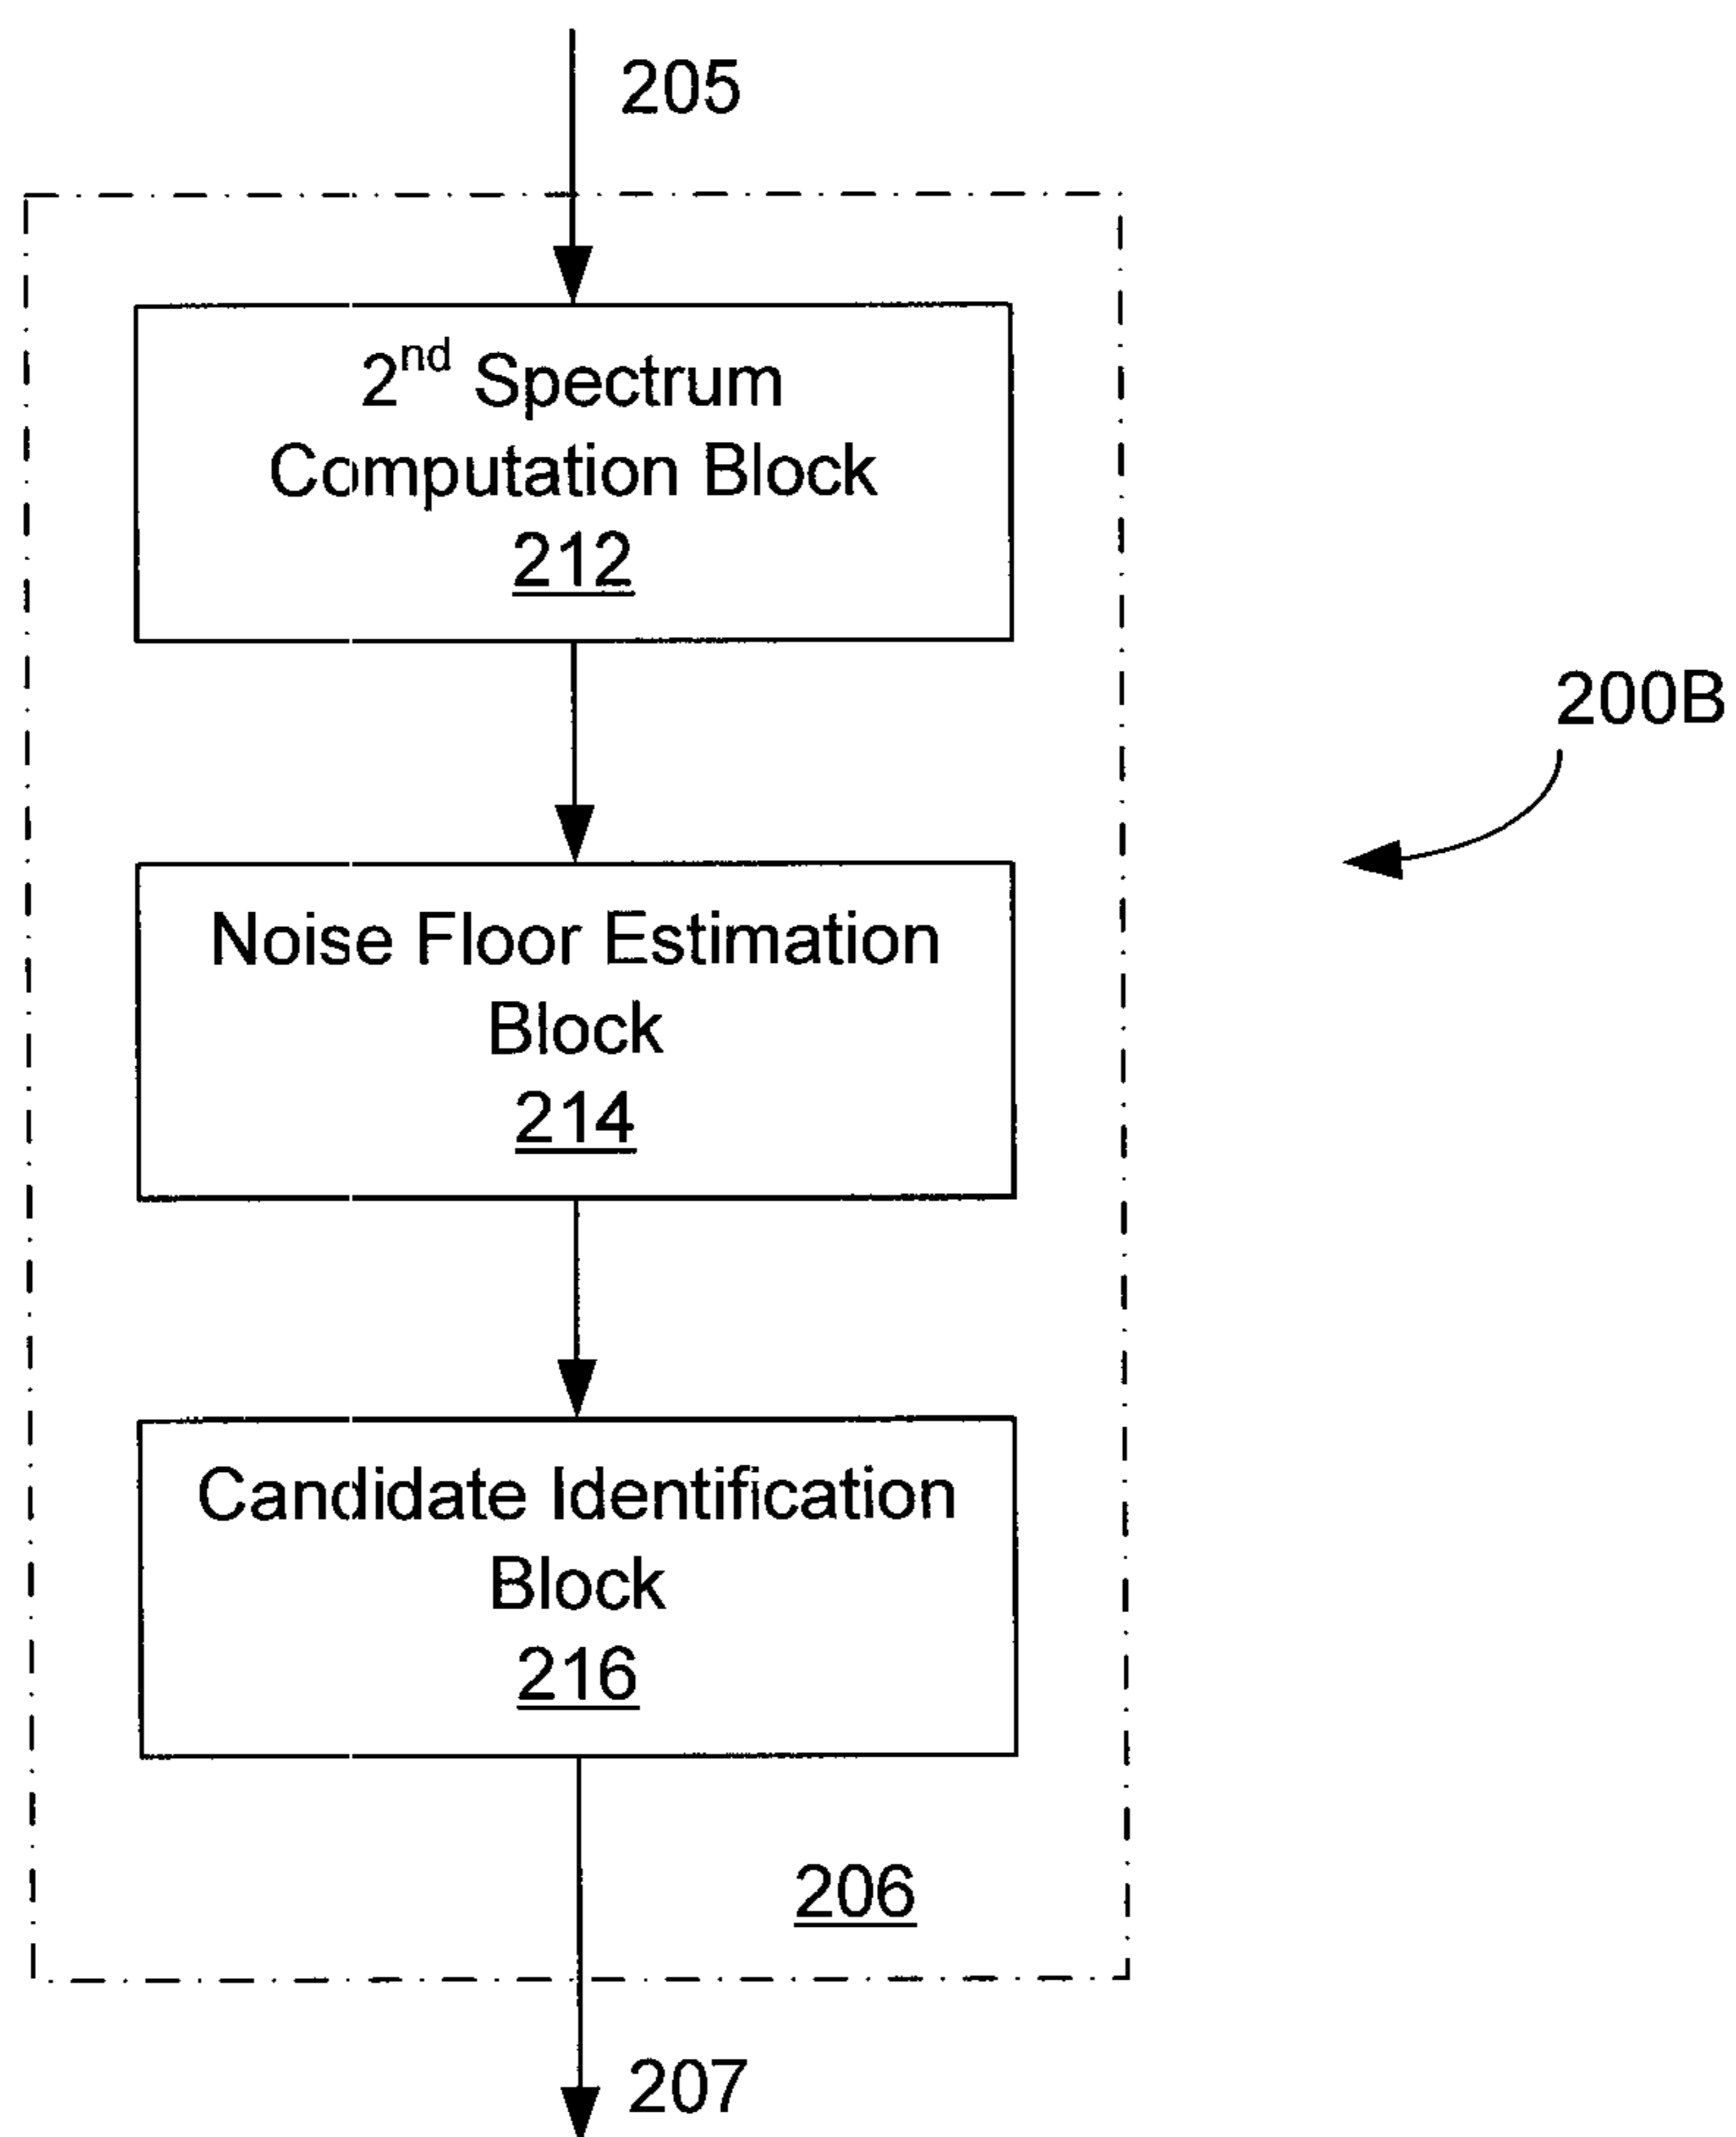 205
2nd Spectrum
Computation Block
212
200B
Noise Floor Estimation
Block
214
Candidate Identification
Block
216
206
207